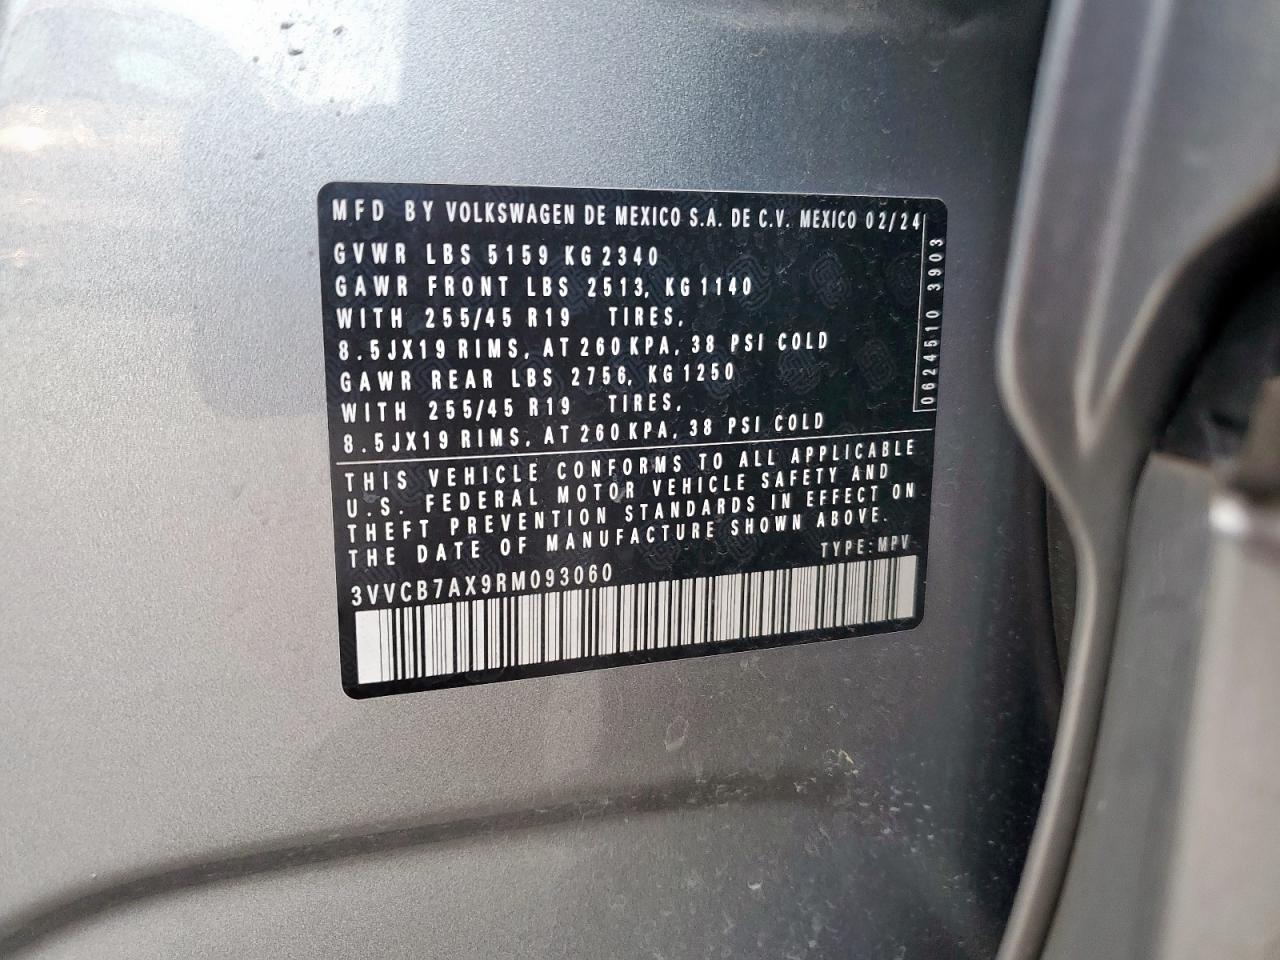 MFD BY VOLKSWAGEN DE MEXICO S.A. DE C.V. MEXICO 02/24
GVWR LBS 5159 KG 2340
GAWR FRONT LBS 2513, KG 1140
WITH 255/45 R19 TIRES,
8.5JX19 RIMS, AT 260 KPA, 38 PSI COLD
GAWR REAR LBS 2756, KG 1250
WITH 255/45 R19 TIRES,
8.5JX19 RIMS, AT 260 KPA, 38 PSI COLD
0624510 3903
THIS VEHICLE CONFORMS TO ALL APPLICABLE
U.S. FEDERAL MOTOR VEHICLE SAFETY AND
THEFT PREVENTION STANDARDS IN EFFECT ON
THE DATE OF MANUFACTURE SHOWN ABOVE.
TYPE: MPV
3VVCB7AX9RM093060